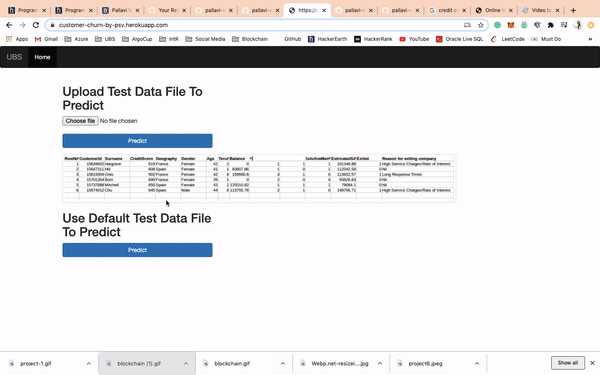 Program Program Pallavi V Your Re pallavi- pallavi- https:// pallavi- pallavi- credit c Online t Video to
customer-churn-by-psv.herokuapp.com
Apps M Gmail Azure UBS AlgoCup IntR Social Media Blockchain GitHub HackerEarth HackerRank YouTube Oracle Live SQL LeetCode Must Do »
UBS Home
Upload Test Data File To
Predict
Choose file No file chosen
Predict
CustomerId Surname CreditScore Geography Gender Age Balance IsActiveMem Exited Reason for exiting company
1 15634602 Hargrove 619 France Female 42 2 0 1 1 1 101348.88 1 High Service Charges/Rate of Interest
2 15647311 Hill 608 Spain Female 41 1 83807.86 1 0 1 112542.58 0 Nil
3 15619304 Onio 502 France Female 42 8 159660.8 3 1 0 113931.57 1 Long Response Times
4 15701354 Boni 699 France Female 39 1 0 2 0 0 93826.63 0 Nil
5 15737888 Mitchell 850 Spain Female 43 2 125510.82 1 1 1 79084.1 0 Nil
6 15574012 Chu 645 Spain Male 44 8 113755.78 2 1 0 149756.71 1 High Service Charges/Rate of Interest
Use Default Test Data File
To Predict
Predict
project-1.gif blockchain (1).gif blockchain.gif Webp.net-resizei....jpg project6.jpeg Show all